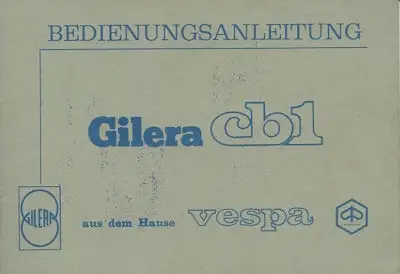 BEDIENUNGSANLEITUNG
Gilera cb1
GILERA
aus dem Hause vespa